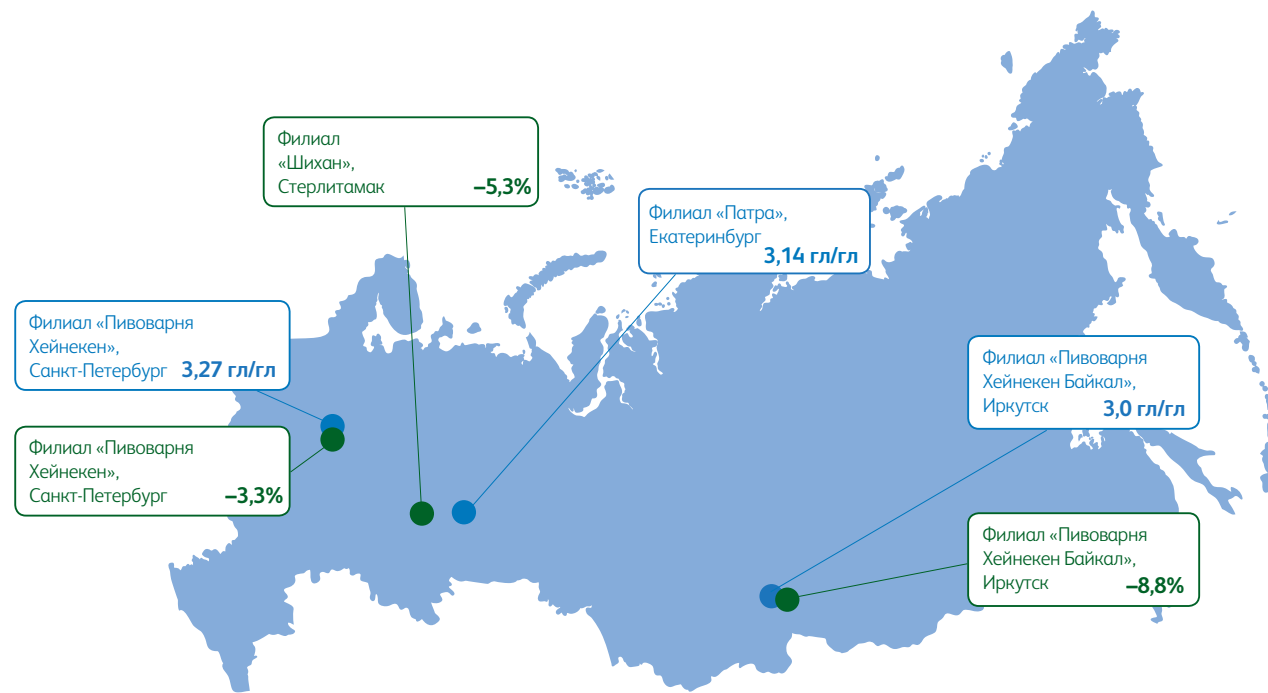 Филиал
«Шихан»,
Стерлитамак –5,3%
Филиал «Патра»,
Екатеринбург
3,14 гл/гл
Филиал «Пивоварня
Хейнекен»,
Санкт-Петербург 3,27 гл/гл
Филиал «Пивоварня
Хейнекен Байкал»,
Иркутск 3,0 гл/гл
Филиал «Пивоварня
Хейнекен»,
Санкт-Петербург –3,3%
Филиал «Пивоварня
Хейнекен Байкал»,
Иркутск –8,8%